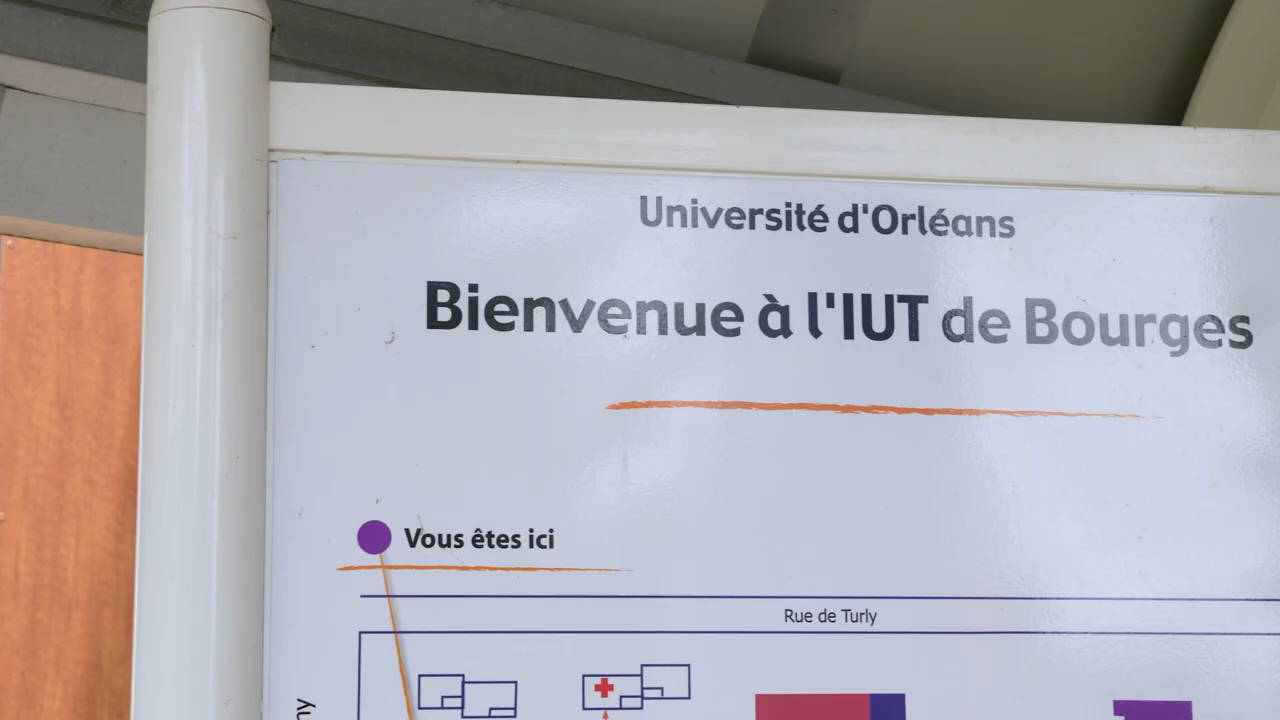 Université d'Orléans
Bienvenue à l'IUT de Bourges
Vous êtes ici
Rue de Turly